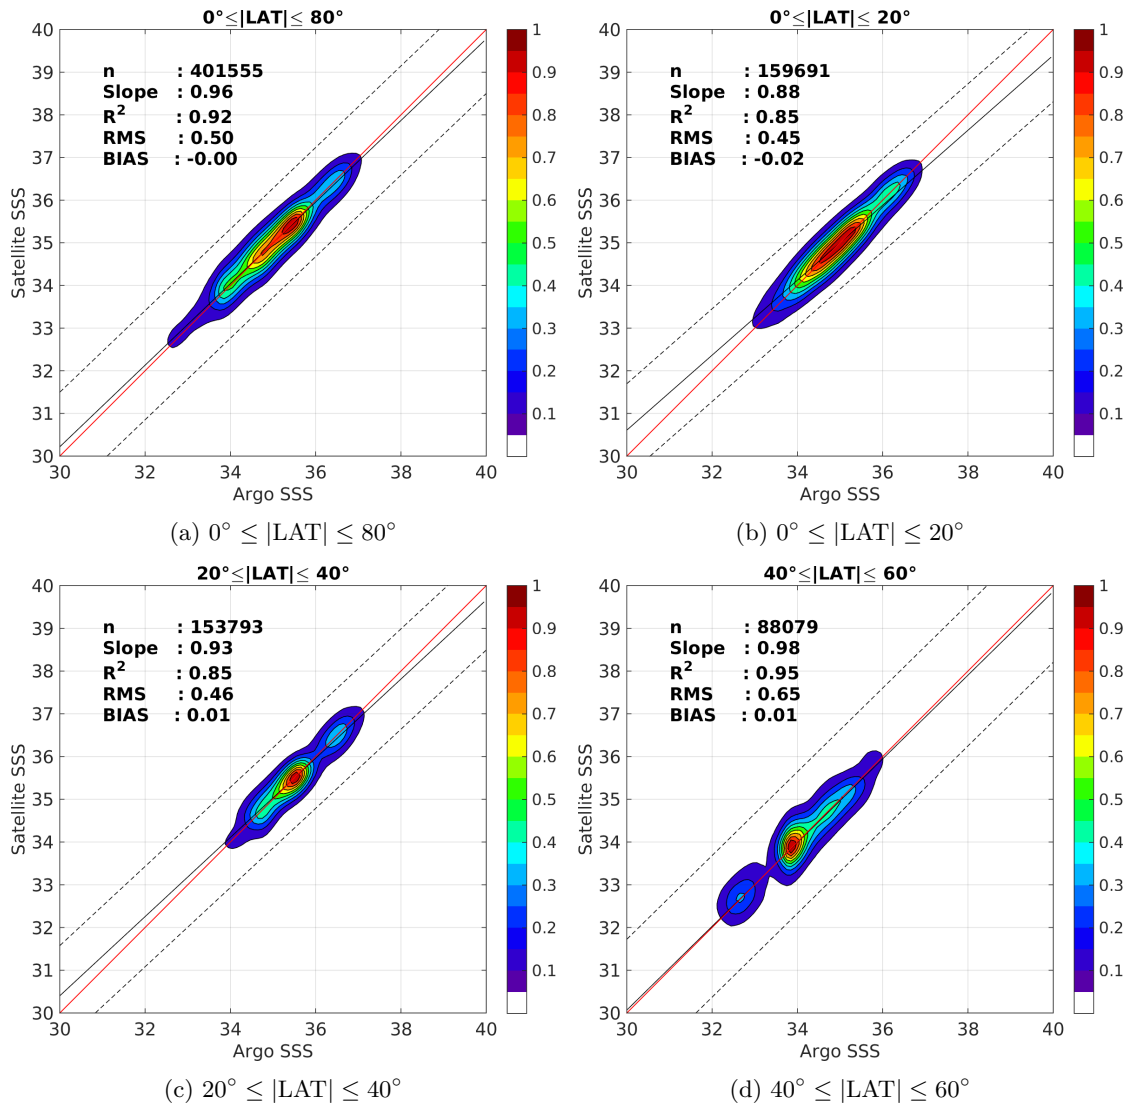 0°≤|LAT|≤ 80°
n : 401555
Slope : 0.96
R² : 0.92
RMS : 0.50
BIAS : -0.00
40
39
38
37
36
35
34
33
32
31
30
Satellite SSS
30 32 34 36 38 40
Argo SSS
1
0.9
0.8
0.7
0.6
0.5
0.4
0.3
0.2
0.1
(a) 0° ≤ |LAT| ≤ 80°
0°≤|LAT|≤ 20°
n : 159691
Slope : 0.88
R² : 0.85
RMS : 0.45
BIAS : -0.02
40
39
38
37
36
35
34
33
32
31
30
Satellite SSS
30 32 34 36 38 40
Argo SSS
1
0.9
0.8
0.7
0.6
0.5
0.4
0.3
0.2
0.1
(b) 0° ≤ |LAT| ≤ 20°
20°≤|LAT|≤ 40°
n : 153793
Slope : 0.93
R² : 0.85
RMS : 0.46
BIAS : 0.01
40
39
38
37
36
35
34
33
32
31
30
Satellite SSS
30 32 34 36 38 40
Argo SSS
1
0.9
0.8
0.7
0.6
0.5
0.4
0.3
0.2
0.1
(c) 20° ≤ |LAT| ≤ 40°
40°≤|LAT|≤ 60°
n : 88079
Slope : 0.98
R² : 0.95
RMS : 0.65
BIAS : 0.01
40
39
38
37
36
35
34
33
32
31
30
Satellite SSS
30 32 34 36 38 40
Argo SSS
1
0.9
0.8
0.7
0.6
0.5
0.4
0.3
0.2
0.1
(d) 40° ≤ |LAT| ≤ 60°